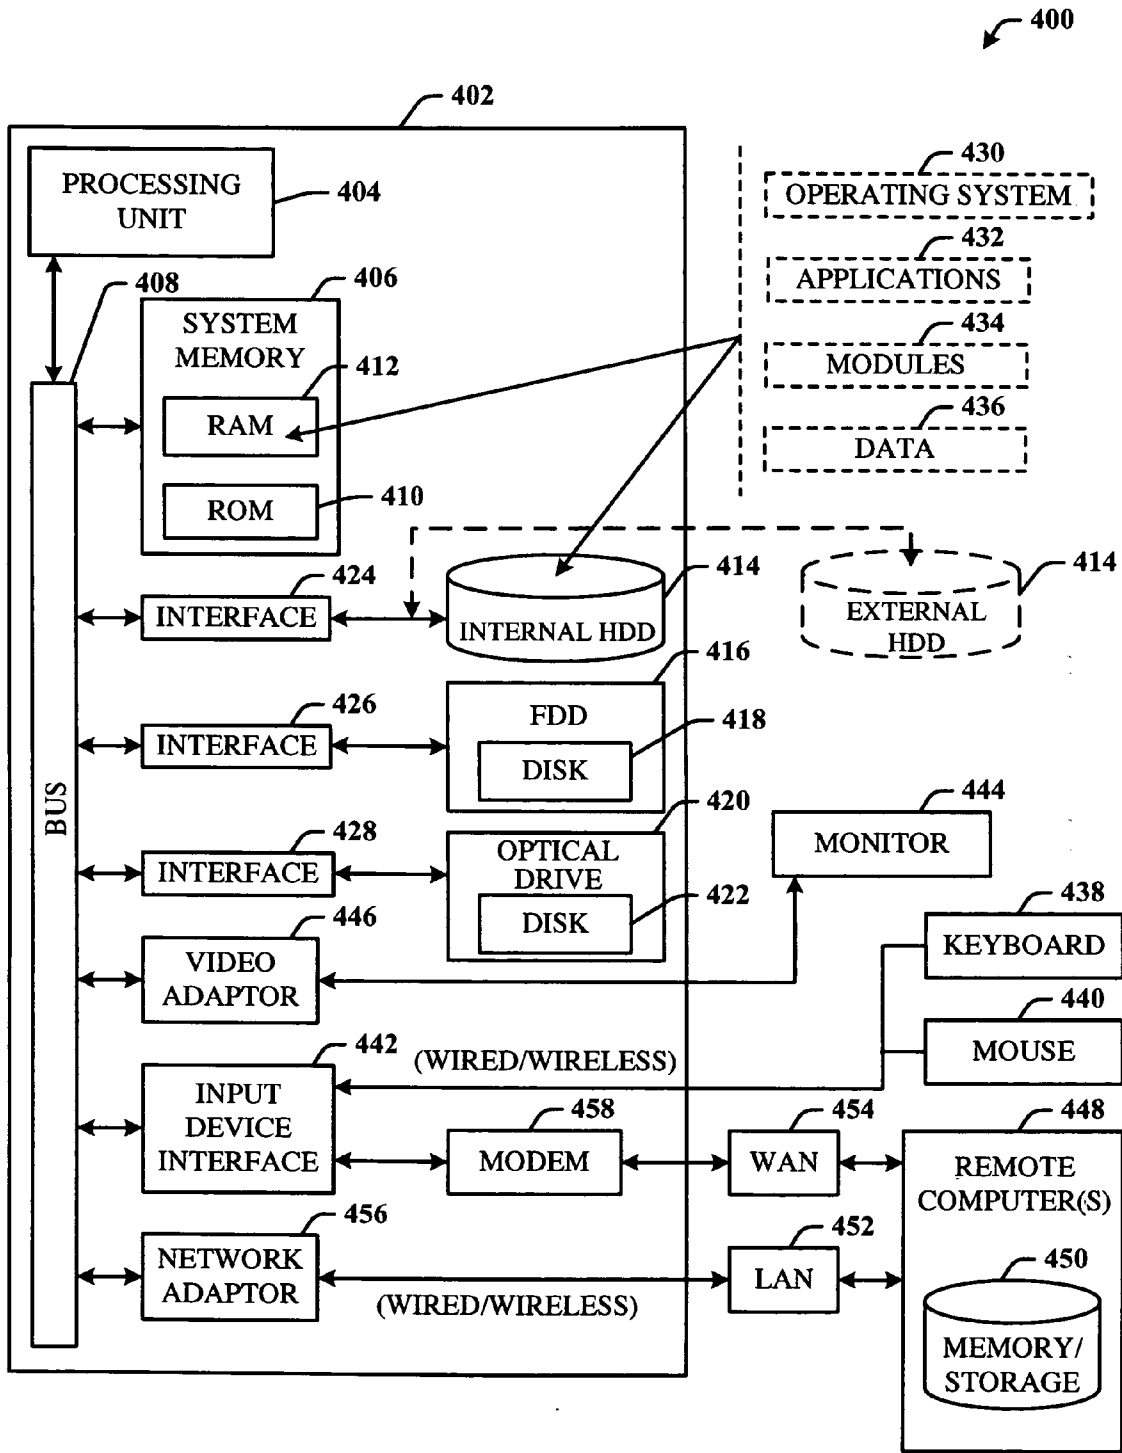 400
402
PROCESSING
UNIT
404
430
OPERATING SYSTEM
432
APPLICATIONS
434
MODULES
436
DATA
408
406
SYSTEM
MEMORY
412
RAM
410
ROM
424
INTERFACE
414
INTERNAL HDD
414
EXTERNAL
HDD
416
FDD
418
DISK
426
INTERFACE
BUS
420
OPTICAL
DRIVE
422
DISK
428
INTERFACE
444
MONITOR
446
VIDEO
ADAPTOR
438
KEYBOARD
440
MOUSE
442
INPUT
DEVICE
INTERFACE
(WIRED/WIRELESS)
458
MODEM
454
WAN
448
REMOTE
COMPUTER(S)
456
NETWORK
ADAPTOR
(WIRED/WIRELESS)
452
LAN
450
MEMORY/
STORAGE